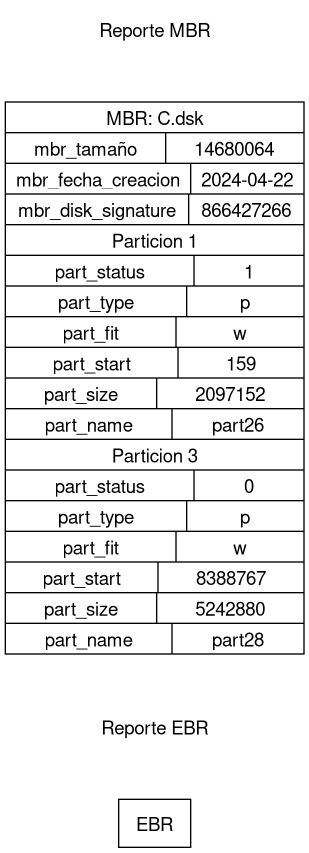 Reporte MBR
MBR: C.dsk
mbr_tamaño 14680064
mbr_fecha_creacion 2024-04-22
mbr_disk_signature 866427266
Particion 1
part_status 1
part_type p
part_fit w
part_start 159
part_size 2097152
part_name part26
Particion 3
part_status 0
part_type p
part_fit w
part_start 8388767
part_size 5242880
part_name part28
Reporte EBR
EBR